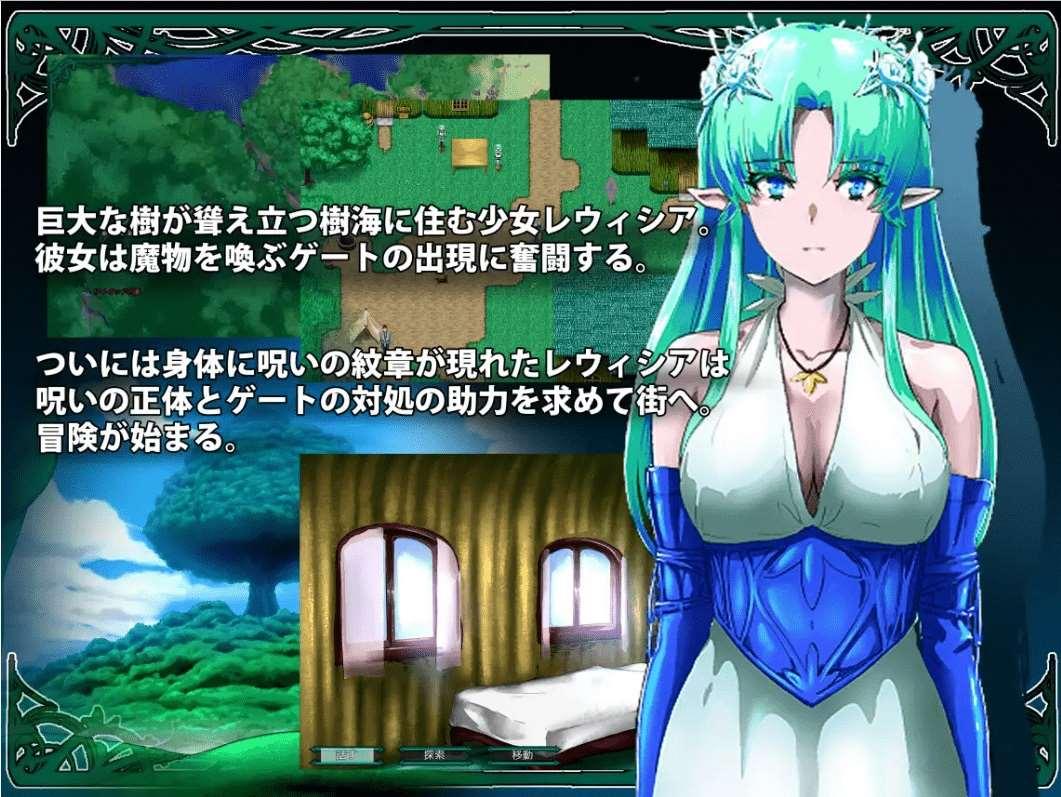 巨大な樹が聳え立つ樹海に住む少女レウィシア。
彼女は魔物を喚ぶゲートの出現に奮闘する。
ついには身体に呪いの紋章が現れたレウィシアは
呪いの正体とゲートの対処の助力を求めて街へ。
冒険が始まる。
探索
移動